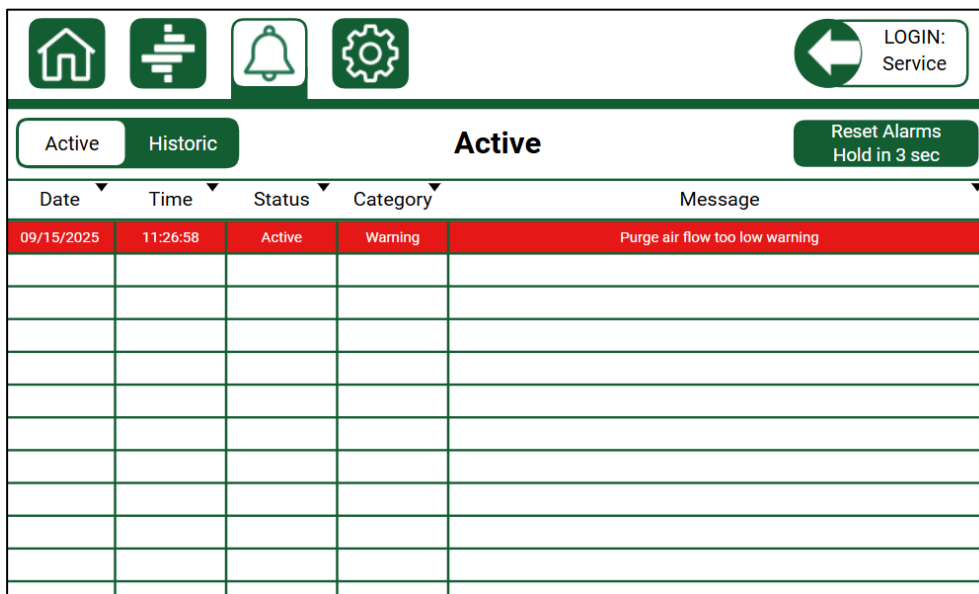 LOGIN:
Service
Active Historic
Active
Reset Alarms
Hold in 3 sec
Date Time Status Category Message
09/15/2025 11:26:58 Active Warning Purge air flow too low warning